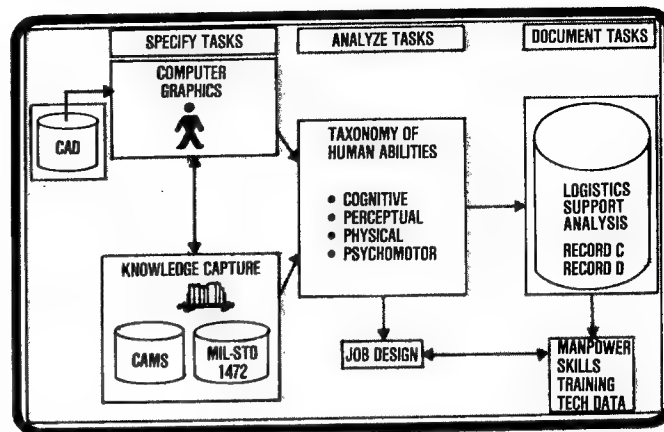 SPECIFY TASKS
ANALYZE TASKS
DOCUMENT TASKS
COMPUTER
GRAPHICS
CAD
TAXONOMY OF
HUMAN ABILITIES
• COGNITIVE
• PERCEPTUAL
• PHYSICAL
• PSYCHOMOTOR
LOGISTICS
SUPPORT
ANALYSIS
RECORD C
RECORD D
KNOWLEDGE CAPTURE
CAMS
MIL-STD
1472
JOB DESIGN
MANPOWER
SKILLS
TRAINING
TECH DATA